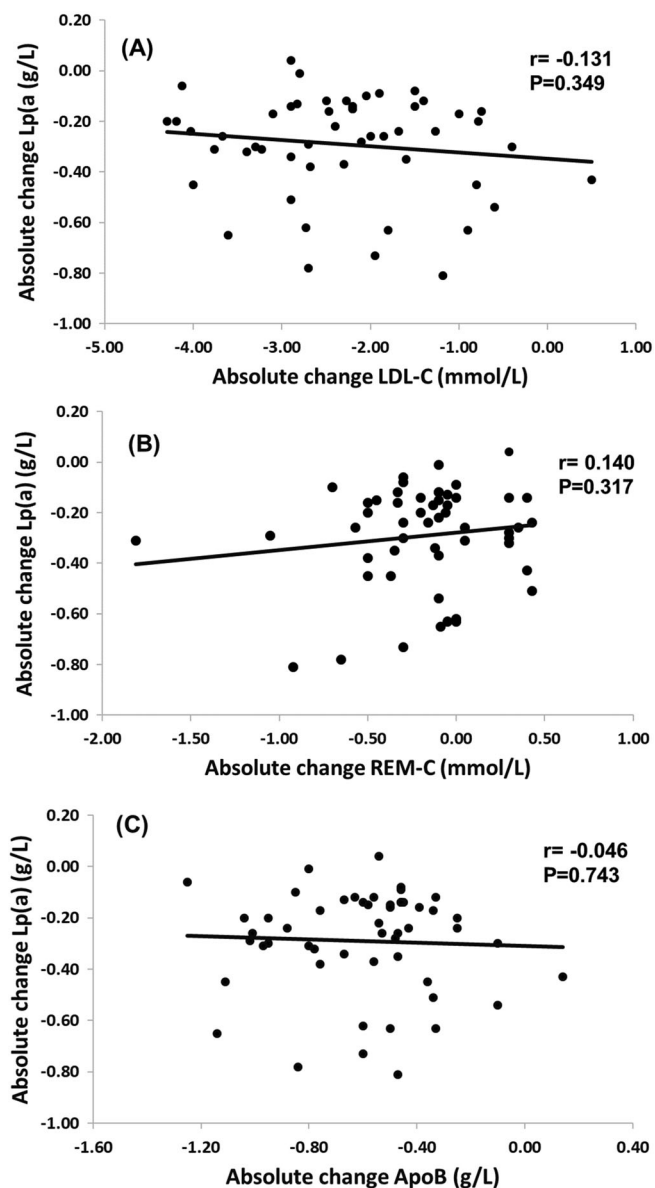 (A)
r= -0.131
P=0.349
Absolute change Lp(a (g/L)
0.20
0.00
-0.20
-0.40
-0.60
-0.80
-1.00
-5.00 -4.00 -3.00 -2.00 -1.00 0.00 1.00
Absolute change LDL-C (mmol/L)
(B)
r= 0.140
P=0.317
Absolute change Lp(a) (g/L)
0.20
0.00
-0.20
-0.40
-0.60
-0.80
-1.00
-2.00 -1.50 -1.00 -0.50 0.00 0.50 1.00
Absolute change REM-C (mmol/L)
(C)
r= -0.046
P=0.743
Absolute change Lp(a) (g/L)
0.20
0.00
-0.20
-0.40
-0.60
-0.80
-1.00
-1.60 -1.20 -0.80 -0.40 0.00 0.40
Absolute change ApoB (g/L)